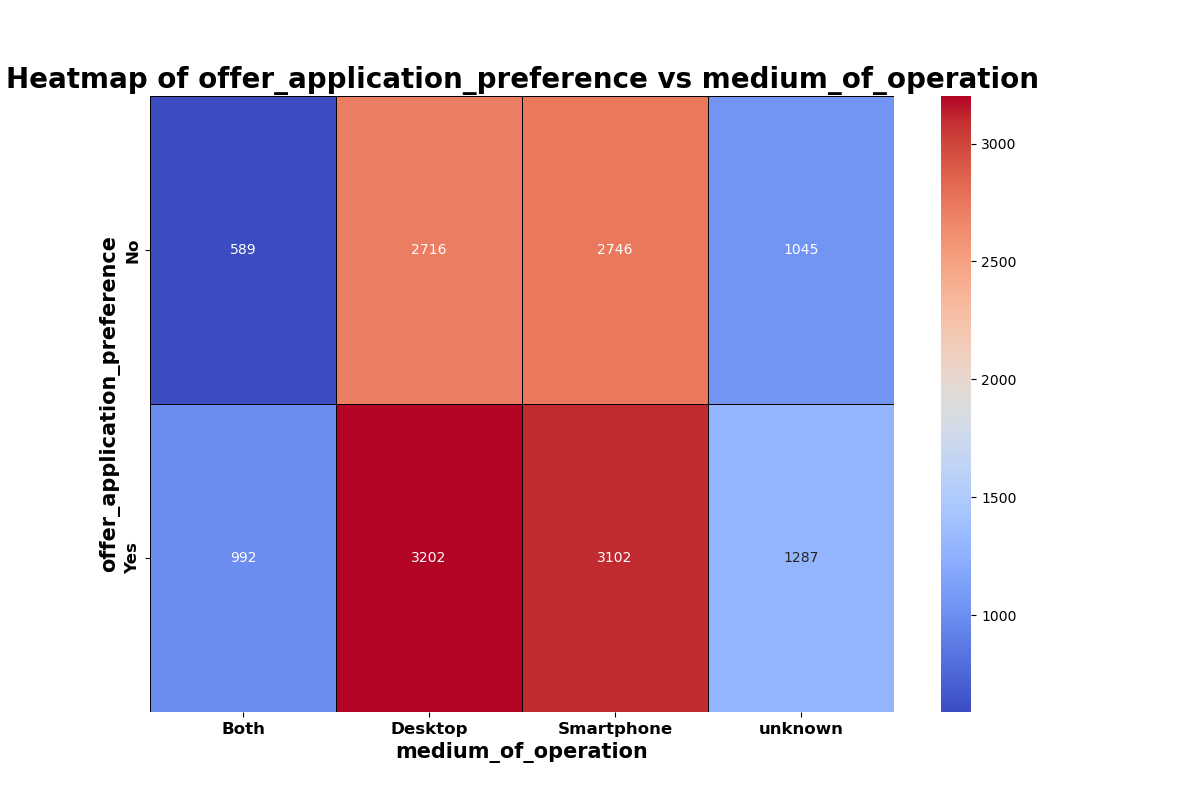 Heatmap of offer_application_preference vs medium_of_operation
offer_application_preference
No
Yes
589
2716
2746
1045
992
3202
3102
1287
Both
Desktop
Smartphone
unknown
medium_of_operation
3000
2500
2000
1500
1000